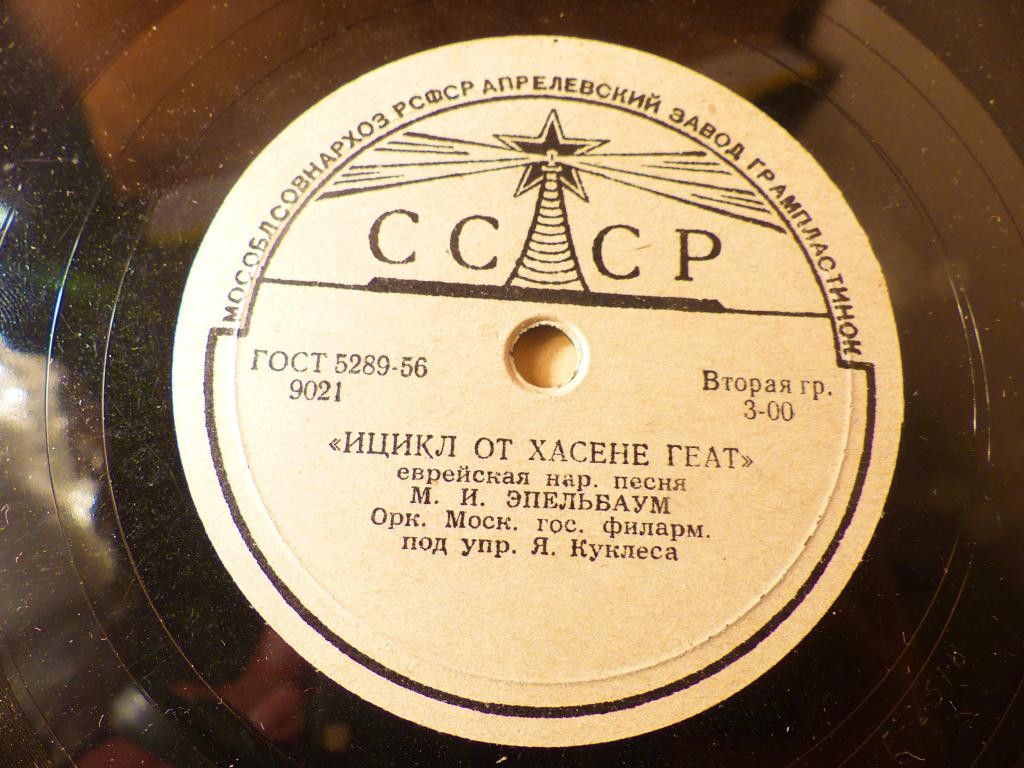 МОСОБЛСОВНАРХОЗ РСФСР АПРЕЛЕВСКИЙ ЗАВОД ГРАМПЛАСТИНОК
СССР
ГОСТ 5289-56
9021
Вторая гр.
3-00
«ИЦИКЛ ОТ ХАСЕНЕ ГЕАТ»
еврейская нар. песня
М. И. ЭПЕЛЬБАУМ
Орк. Моск. гос. филарм.
под упр. Я. Куклеса